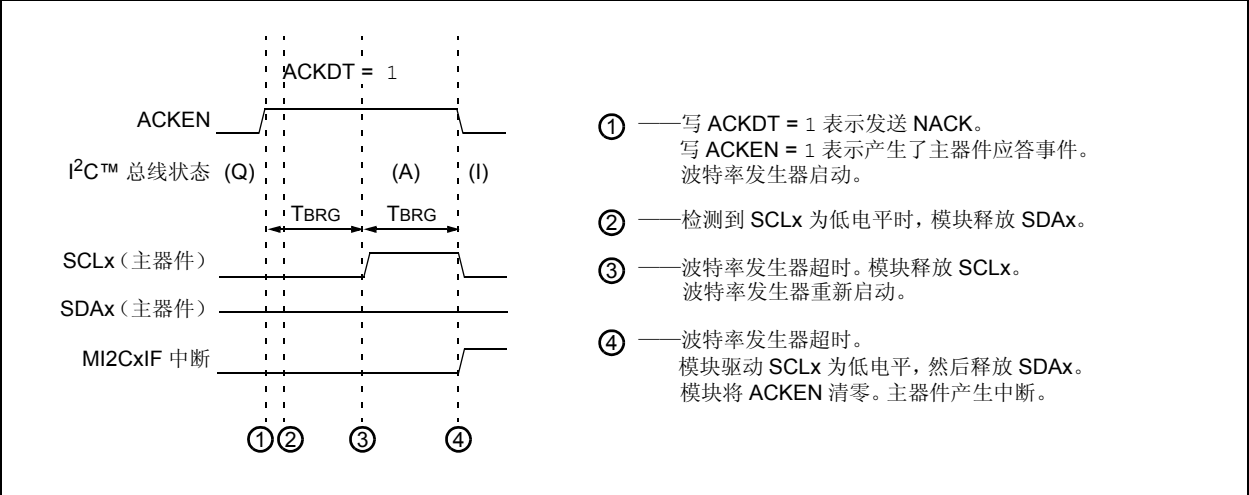 ACKDT = 1
ACKEN
I²C™ 总线状态 (Q) (A) (I)
TBRG TBRG
SCLx（主器件）
SDAx（主器件）
MI2CxIF 中断
① ② ③ ④
① ——写 ACKDT = 1 表示发送 NACK。
写 ACKEN = 1 表示产生了主器件应答事件。
波特率发生器启动。
② ——检测到 SCLx 为低电平时，模块释放 SDAx。
③ ——波特率发生器超时。模块释放 SCLx。
波特率发生器重新启动。
④ ——波特率发生器超时。
模块驱动 SCLx 为低电平，然后释放 SDAx。
模块将 ACKEN 清零。主器件产生中断。